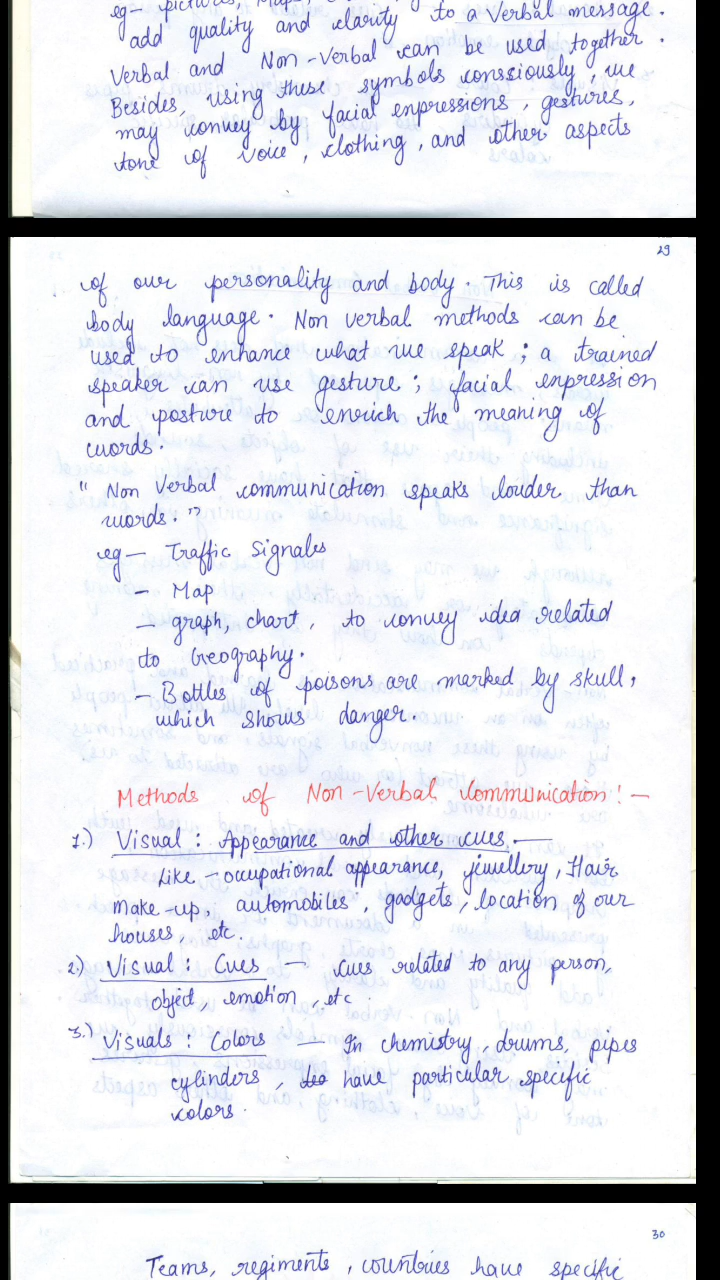 eg- pictures, Maps
add quality and clarity to a Verbal message.
Verbal and Non-Verbal can be used together.
Besides, using these symbols conssiously, we
may convey by facial expressions, gestures,
tone of voice, clothing, and other aspects
29
of our personality and body. This is called
body language. Non verbal methods can be
used to enhance what we speak; a trained
speaker can use gesture; facial expression
and posture to enrich the meaning of
words.
" Non Verbal communication speaks louder than
words. "
eg— Traffic Signales
— Map
— graph, chart, to convey idea related
to Geography.
— Bottles of poisons are marked by skull,
which shows danger.
Methods of Non-Verbal Communication! —
1.) Visual: Appearance and other cues.—
Like - occupational appearance, jewellery, Hair
make-up, automobiles, gadgets, location of our
houses, etc.
2.) Visual: Cues — Cues related to any person,
object, emotion, etc
3.) Visuals: Colors — In chemistry, drums, pipes
cylinders, have particular specific
colors.
30
Teams, regiments, countries have specific